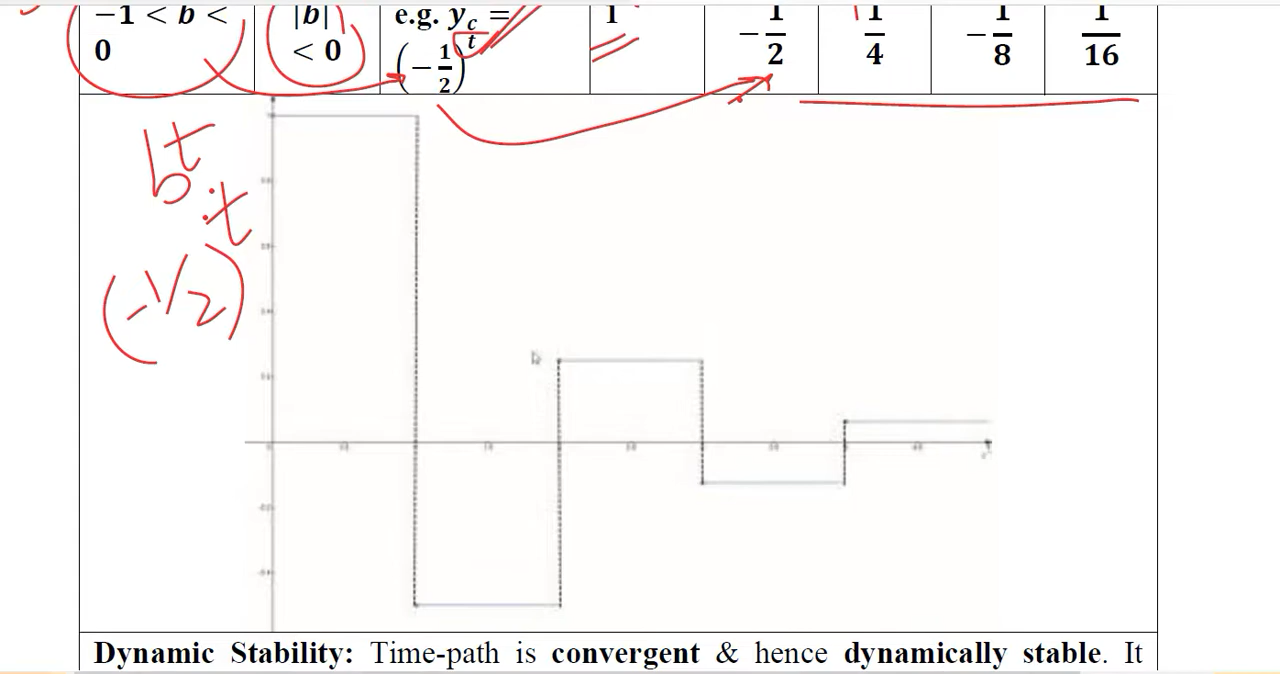 −1 < b < 0
|b| < 0
e.g. y_c = (−1/2)^t
1
−1/2
1/4
−1/8
1/16
b^t
(-1/2)^t
Dynamic Stability: Time-path is convergent & hence dynamically stable. It